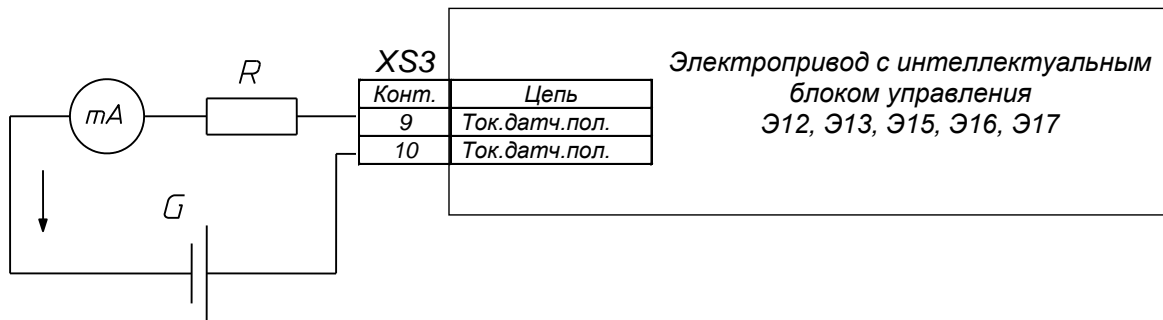 XS3
Конт. Цепь
9 Ток.датч.пол.
10 Ток.датч.пол.
R
mA
G
Электропривод с интеллектуальным
блоком управления
Э12, Э13, Э15, Э16, Э17